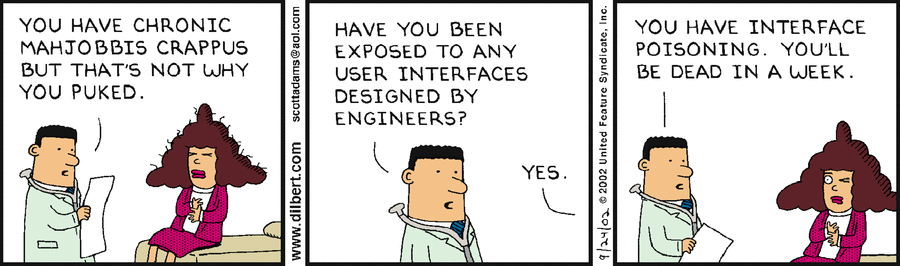 YOU HAVE CHRONIC
MAHJOBBIS CRAPPUS
BUT THAT'S NOT WHY
YOU PUKED.
www.dilbert.com scottadams@aol.com
HAVE YOU BEEN
EXPOSED TO ANY
USER INTERFACES
DESIGNED BY
ENGINEERS?
YES.
9/24/02 © 2002 United Feature Syndicate, Inc.
YOU HAVE INTERFACE
POISONING. YOU'LL
BE DEAD IN A WEEK.